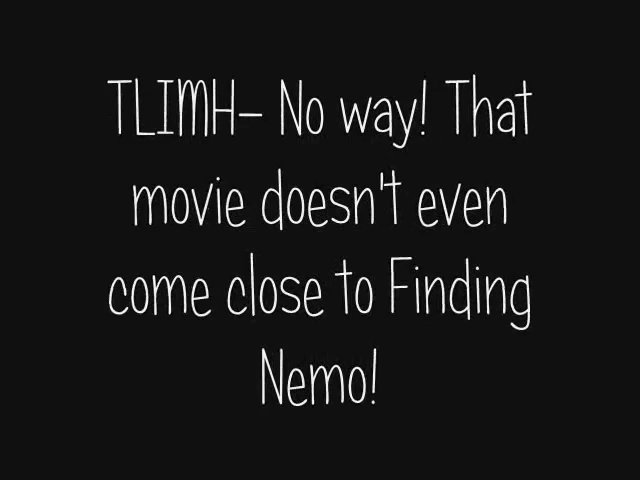 TLIMH- No way! That
movie doesn't even
come close to Finding
Nemo!